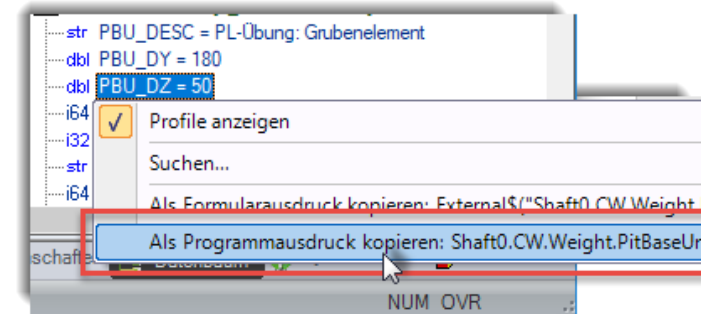 str PBU_DESC = PL-Übung: Grubenelement
dbl PBU_DY = 180
dbl PBU_DZ = 50
i64
Profile anzeigen
i32
str
Suchen...
i64
Als Formularausdruck kopieren: External$("Shaft0.CW.Weight.
Als Programmausdruck kopieren: Shaft0.CW.Weight.PitBaseUn
Datenbaum
NUM OVR